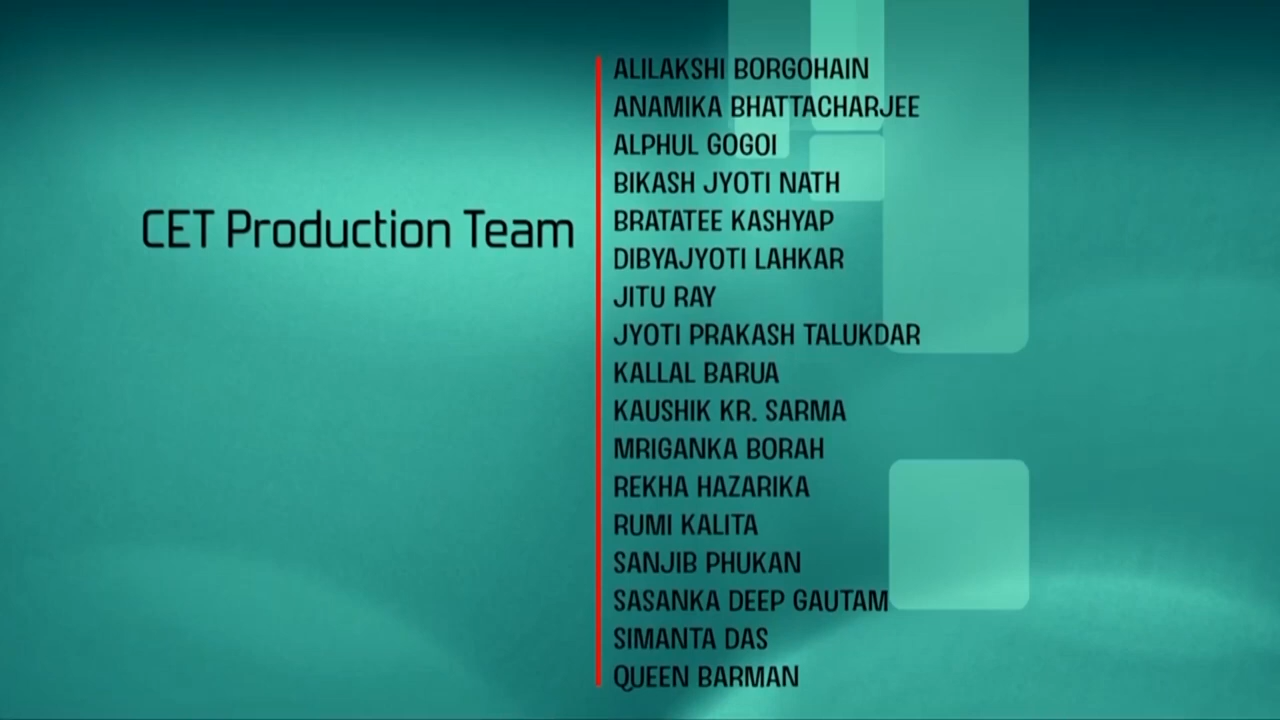 CET Production Team
ALILAKSHI BORGOHAIN
ANAMIKA BHATTACHARJEE
ALPHUL GOGOI
BIKASH JYOTI NATH
BRATATEE KASHYAP
DIBYAJYOTI LAHKAR
JITU RAY
JYOTI PRAKASH TALUKDAR
KALLAL BARUA
KAUSHIK KR. SARMA
MRIGANKA BORAH
REKHA HAZARIKA
RUMI KALITA
SANJIB PHUKAN
SASANKA DEEP GAUTAM
SIMANTA DAS
QUEEN BARMAN